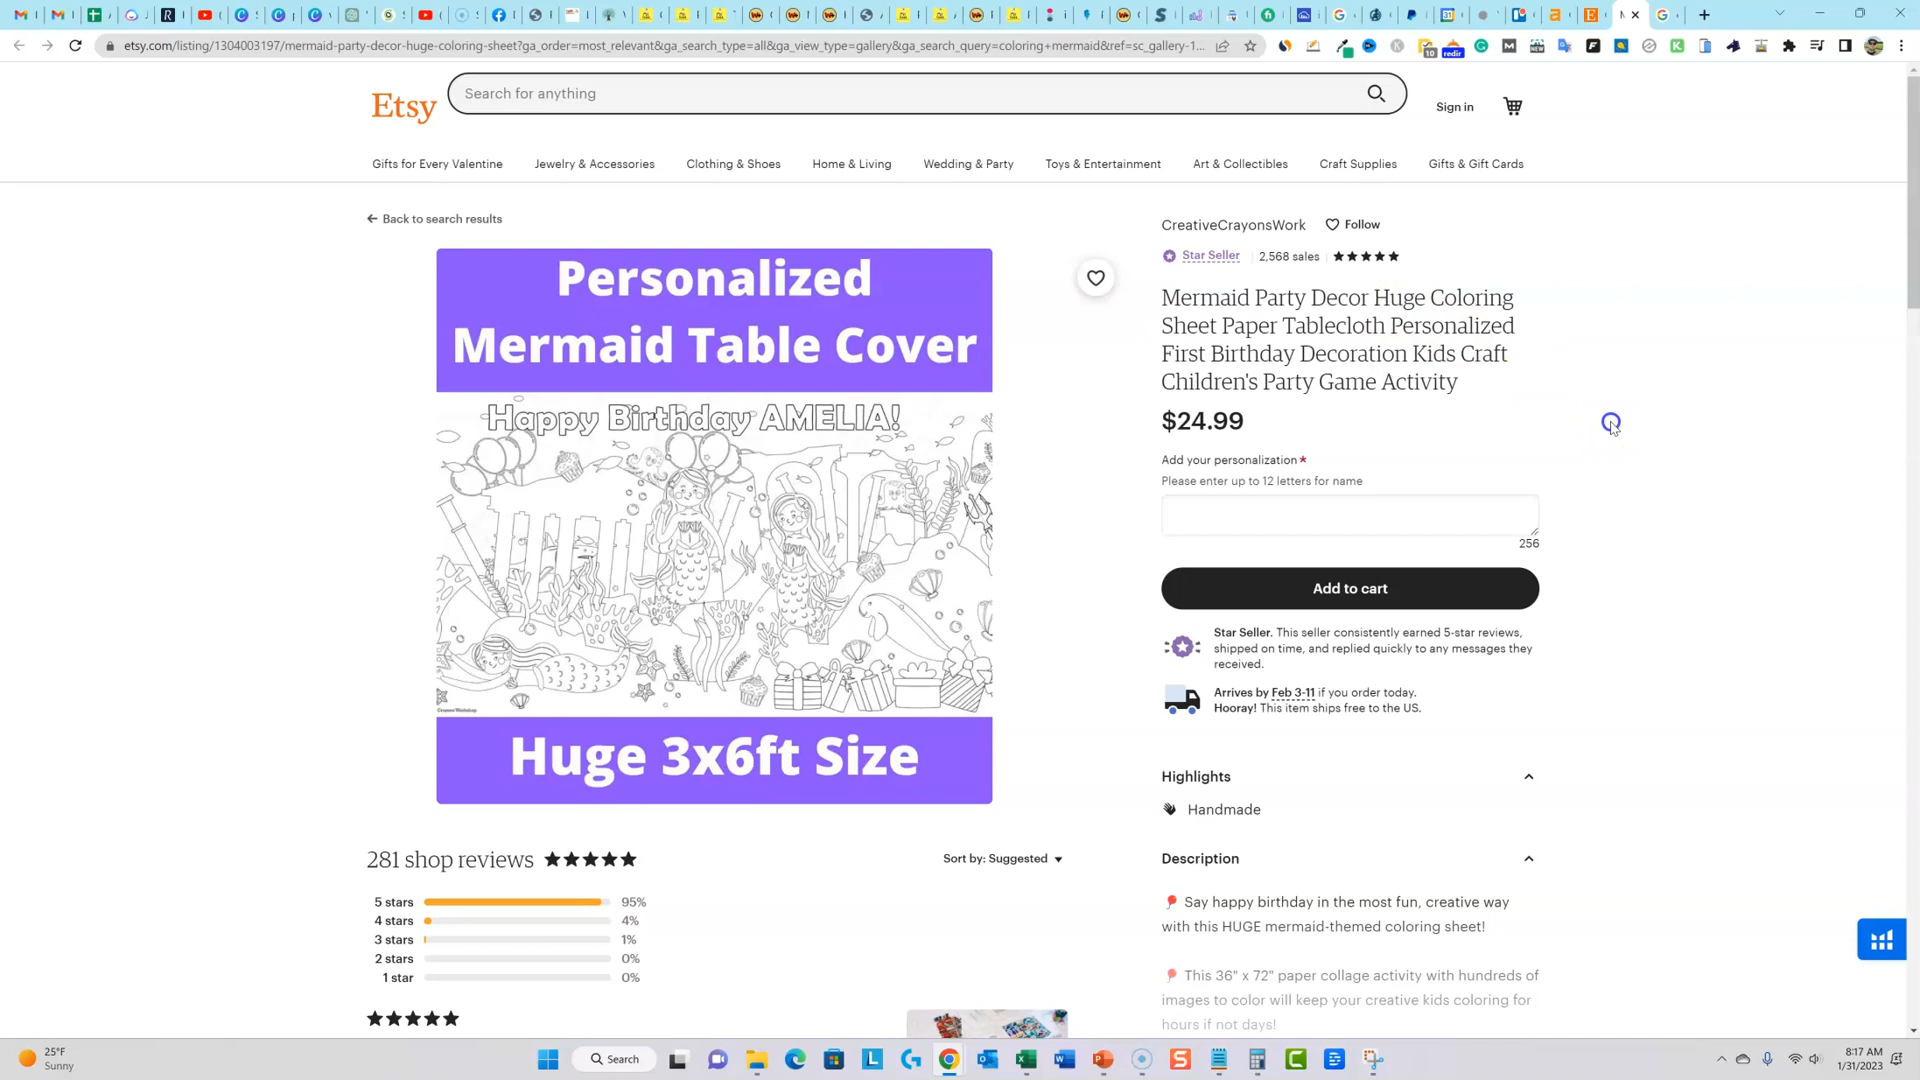 etsy.com/listing/1304003197/mermaid-party-decor-huge-coloring-sheet?ga_order=most_relevant&ga_search_type=all&ga_view_type=gallery&ga_search_query=coloring+mermaid&ref=sc_gallery-1...
Etsy
Search for anything
Sign in
Gifts for Every Valentine
Jewelry & Accessories
Clothing & Shoes
Home & Living
Wedding & Party
Toys & Entertainment
Art & Collectibles
Craft Supplies
Gifts & Gift Cards
Back to search results
Personalized
Mermaid Table Cover
Happy Birthday AMELIA!
Huge 3x6ft Size
CreativeCrayonsWork
Follow
Star Seller
2,568 sales
Mermaid Party Decor Huge Coloring
Sheet Paper Tablecloth Personalized
First Birthday Decoration Kids Craft
Children's Party Game Activity
$24.99
Add your personalization *
Please enter up to 12 letters for name
256
Add to cart
Star Seller. This seller consistently earned 5-star reviews,
shipped on time, and replied quickly to any messages they
received.
Arrives by Feb 3-11 if you order today.
Hooray! This item ships free to the US.
Highlights
Handmade
Description
Say happy birthday in the most fun, creative way
with this HUGE mermaid-themed coloring sheet!
This 36" x 72" paper collage activity with hundreds of
images to color will keep your creative kids coloring for
hours if not days!
281 shop reviews
Sort by: Suggested
5 stars 95%
4 stars 4%
3 stars 1%
2 stars 0%
1 star 0%
25°F
Sunny
Search
8:17 AM
1/31/2023